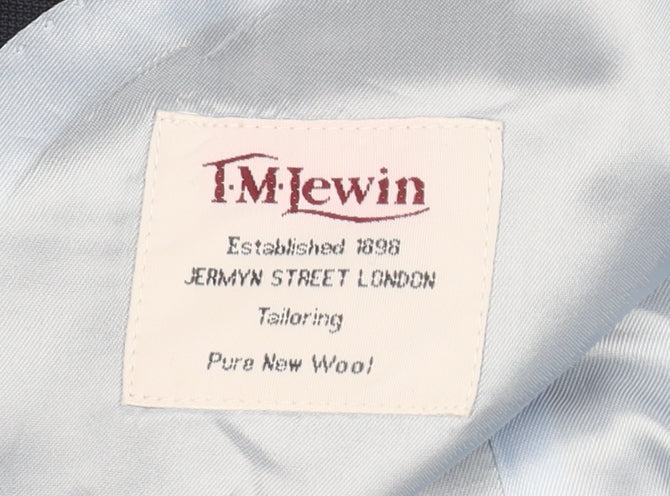 T·M·Lewin
Established 1898
JERMYN STREET LONDON
Tailoring
Pure New Wool